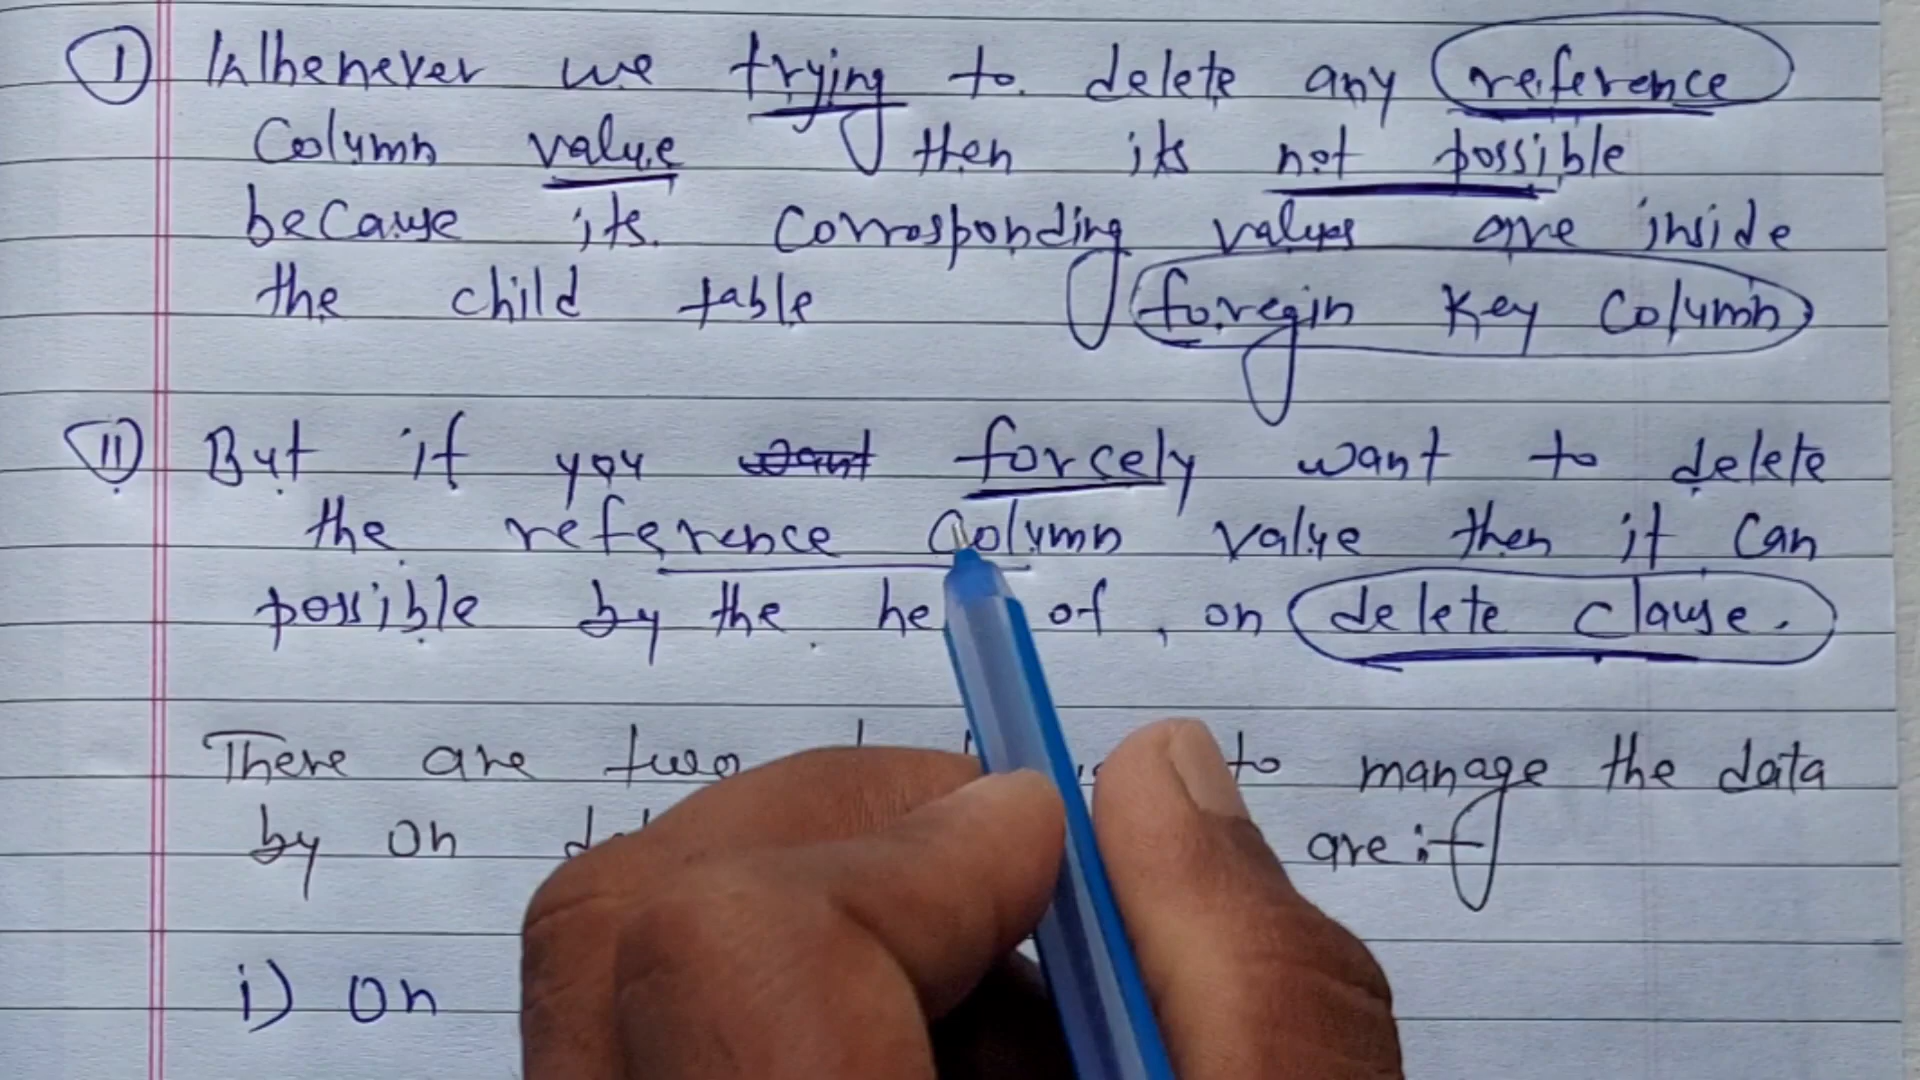 I Whenever we trying to delete any reference
Column value then its not possible
because its corrosponding values are inside
the child table foregin Key Column
II But if you want forcely want to delete
the reference Column value then it can
possible by the he of on delete clause.
There are two to manage the data
by on are :-
i) on